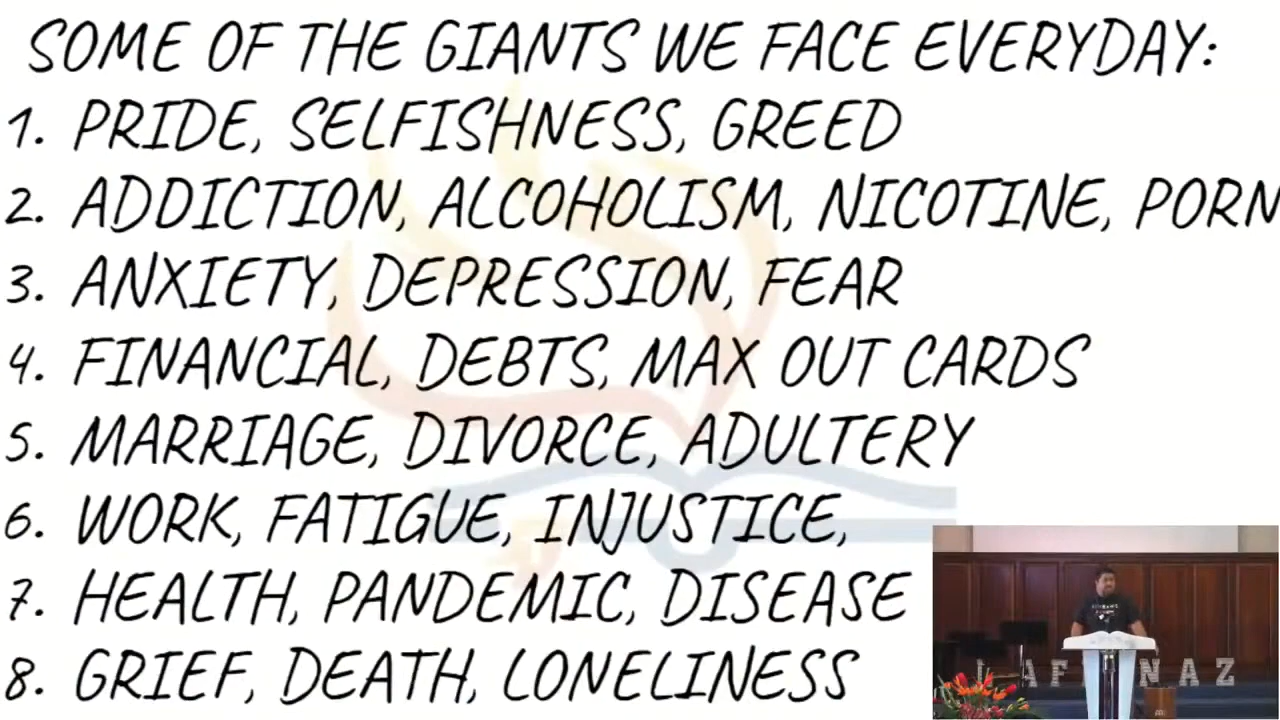 SOME OF THE GIANTS WE FACE EVERYDAY:
1. PRIDE, SELFISHNESS, GREED
2. ADDICTION, ALCOHOLISM, NICOTINE, PORN
3. ANXIETY, DEPRESSION, FEAR
4. FINANCIAL, DEBTS, MAX OUT CARDS
5. MARRIAGE, DIVORCE, ADULTERY
6. WORK, FATIGUE, INJUSTICE,
7. HEALTH, PANDEMIC, DISEASE
8. GRIEF, DEATH, LONELINESS
L AF NAZ